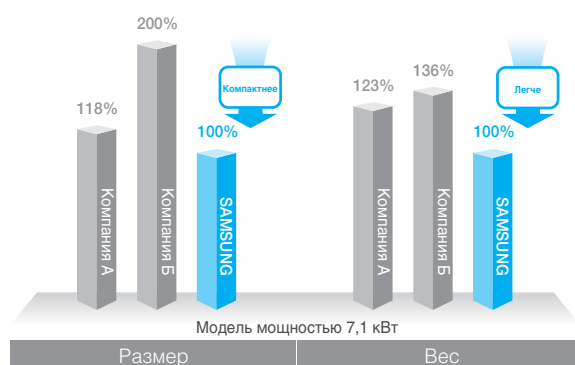 200%
Компактнее
118%
100%
Компания А
Компания Б
SAMSUNG
136%
Легче
123%
100%
Компания А
Компания Б
SAMSUNG
Модель мощностью 7,1 кВт
Размер
Вес